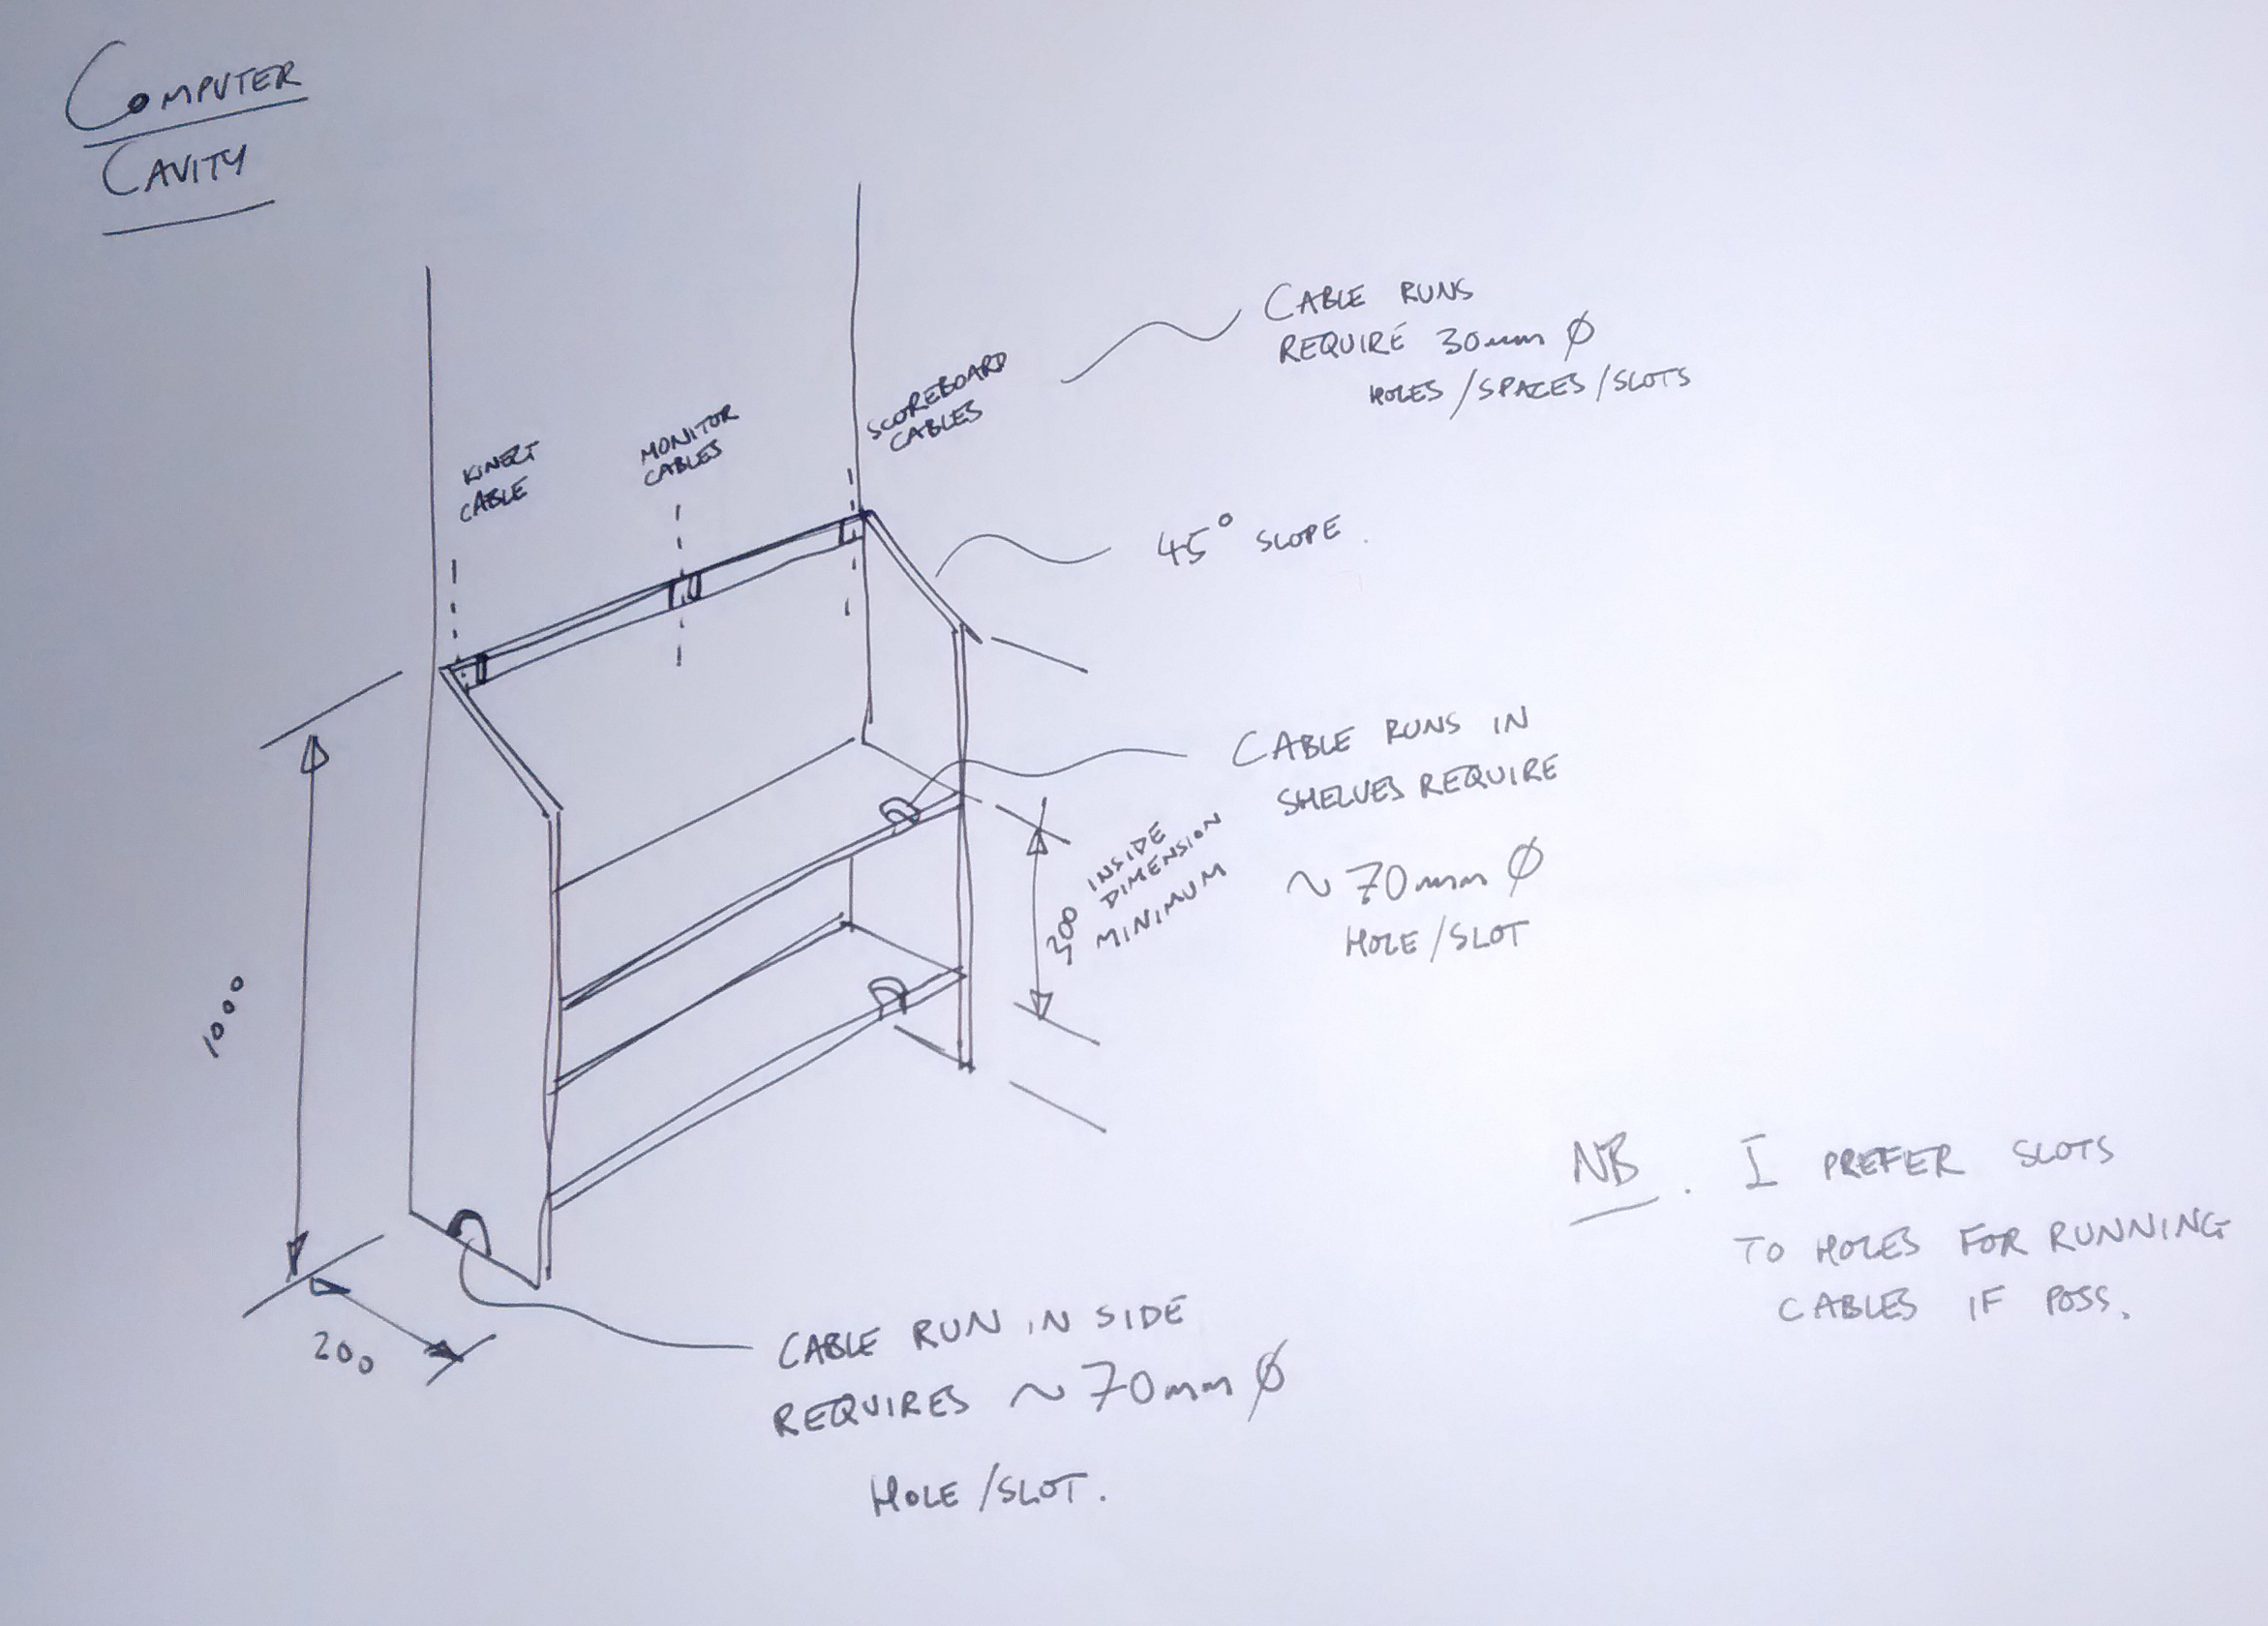 COMPUTER
CAVITY
CABLE RUNS
REQUIRE 30mm Ø
HOLES/SPACES/SLOTS
SCOREBOARD
CABLES
MONITOR
CABLES
KINECT
CABLE
45° SLOPE.
CABLE RUNS IN
SHELVES REQUIRE
~ 70mm Ø
HOLE/SLOT
INSIDE
DIMENSION
MINIMUM
1000
200
NB. I PREFER SLOTS
TO HOLES FOR RUNNING
CABLES IF POSS.
CABLE RUN IN SIDE
REQUIRES ~ 70mm Ø
HOLE/SLOT.